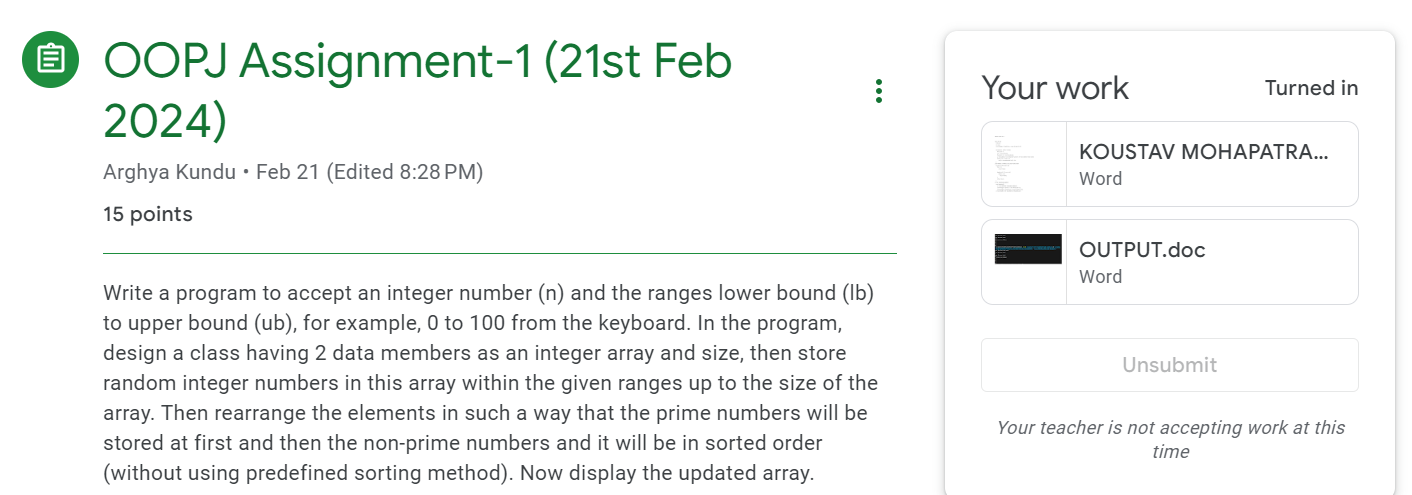 OOPJ Assignment-1 (21st Feb
2024)
Arghya Kundu • Feb 21 (Edited 8:28 PM)
15 points
Write a program to accept an integer number (n) and the ranges lower bound (lb)
to upper bound (ub), for example, 0 to 100 from the keyboard. In the program,
design a class having 2 data members as an integer array and size, then store
random integer numbers in this array within the given ranges up to the size of the
array. Then rearrange the elements in such a way that the prime numbers will be
stored at first and then the non-prime numbers and it will be in sorted order
(without using predefined sorting method). Now display the updated array.
Your work
Turned in
KOUSTAV MOHAPATRA...
Word
OUTPUT.doc
Word
Unsubmit
Your teacher is not accepting work at this
time